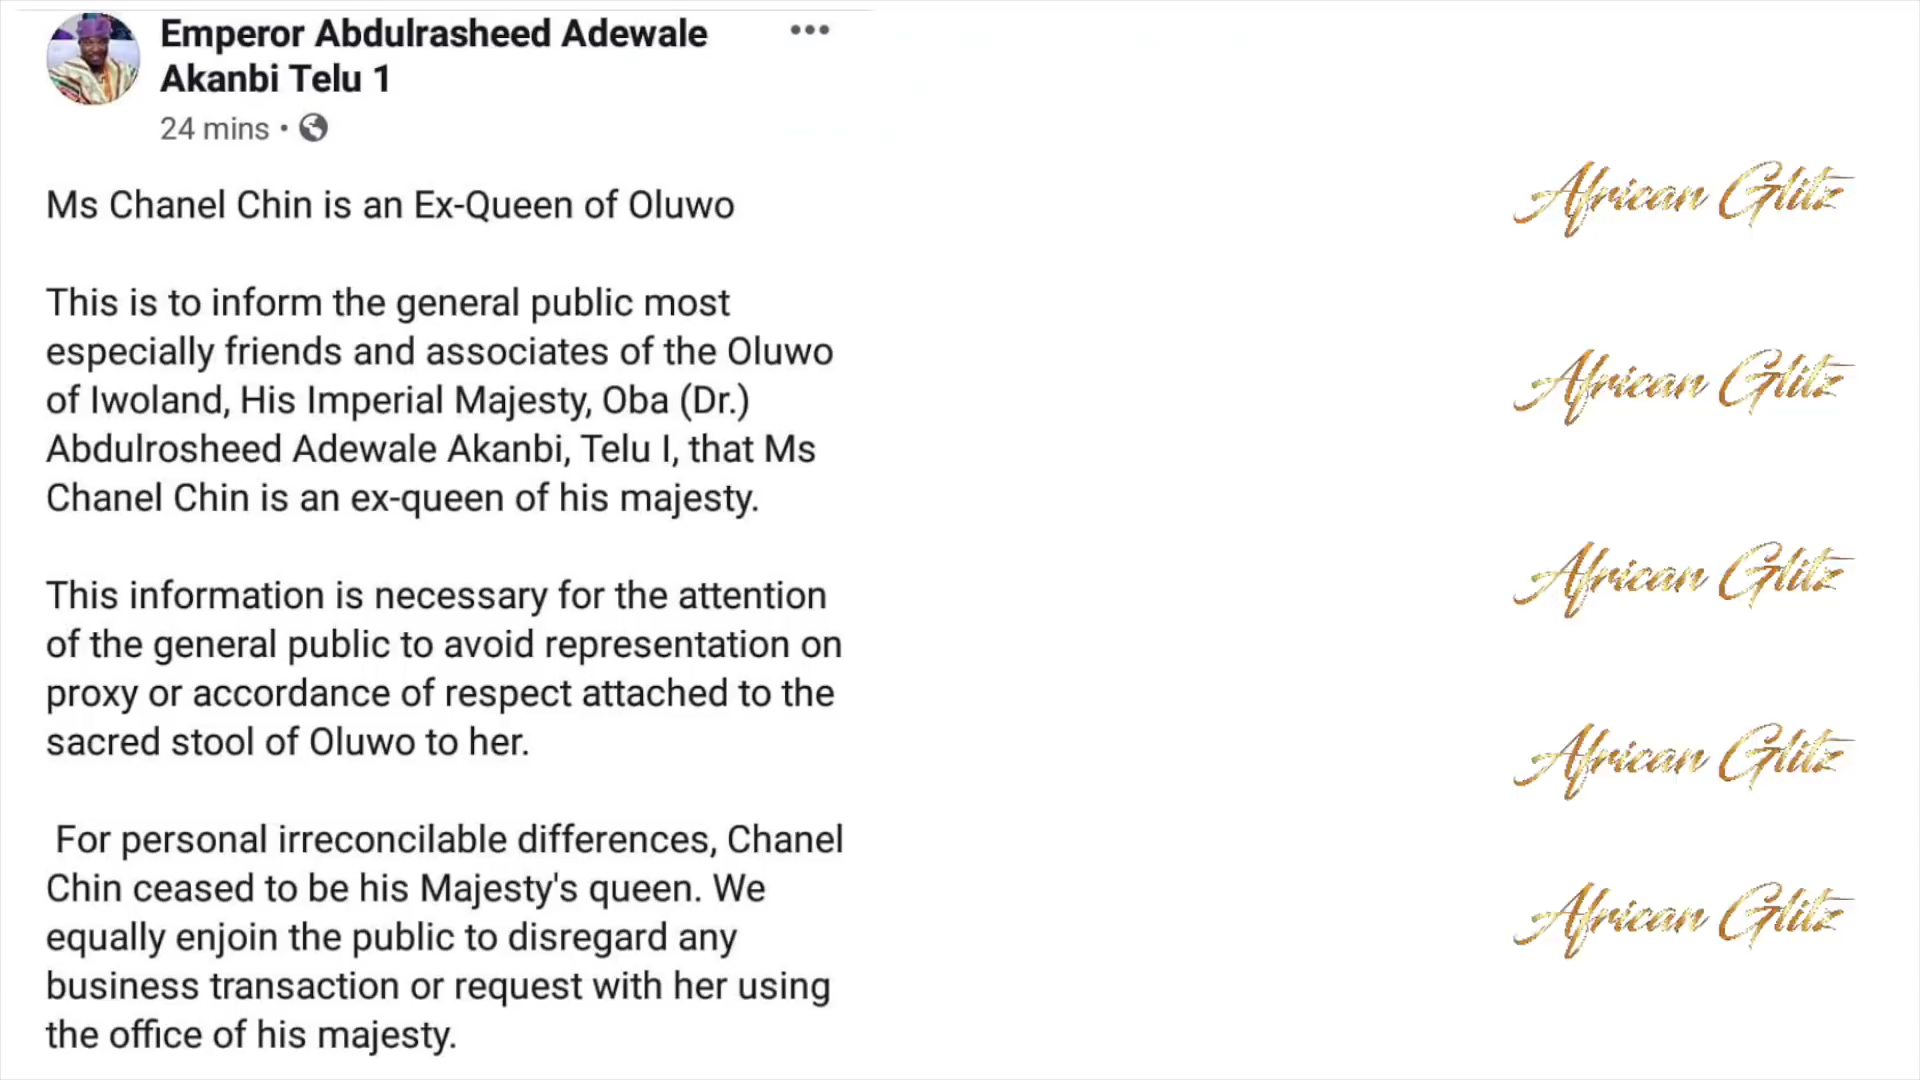 Emperor Abdulrasheed Adewale
Akanbi Telu 1
24 mins •
Ms Chanel Chin is an Ex-Queen of Oluwo
This is to inform the general public most
especially friends and associates of the Oluwo
of Iwoland, His Imperial Majesty, Oba (Dr.)
Abdulrosheed Adewale Akanbi, Telu I, that Ms
Chanel Chin is an ex-queen of his majesty.
This information is necessary for the attention
of the general public to avoid representation on
proxy or accordance of respect attached to the
sacred stool of Oluwo to her.
For personal irreconcilable differences, Chanel
Chin ceased to be his Majesty's queen. We
equally enjoin the public to disregard any
business transaction or request with her using
the office of his majesty.
African Glitz
African Glitz
African Glitz
African Glitz
African Glitz